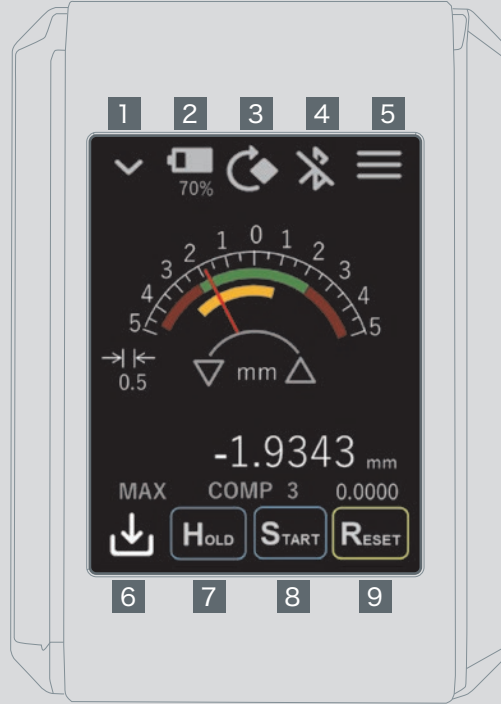 1 2 3 4 5
70%
5 4 3 2 1 0 1 2 3 4 5
0.5
mm
-1.9343 mm
MAX COMP 3 0.0000
HOLD START RESET
6 7 8 9